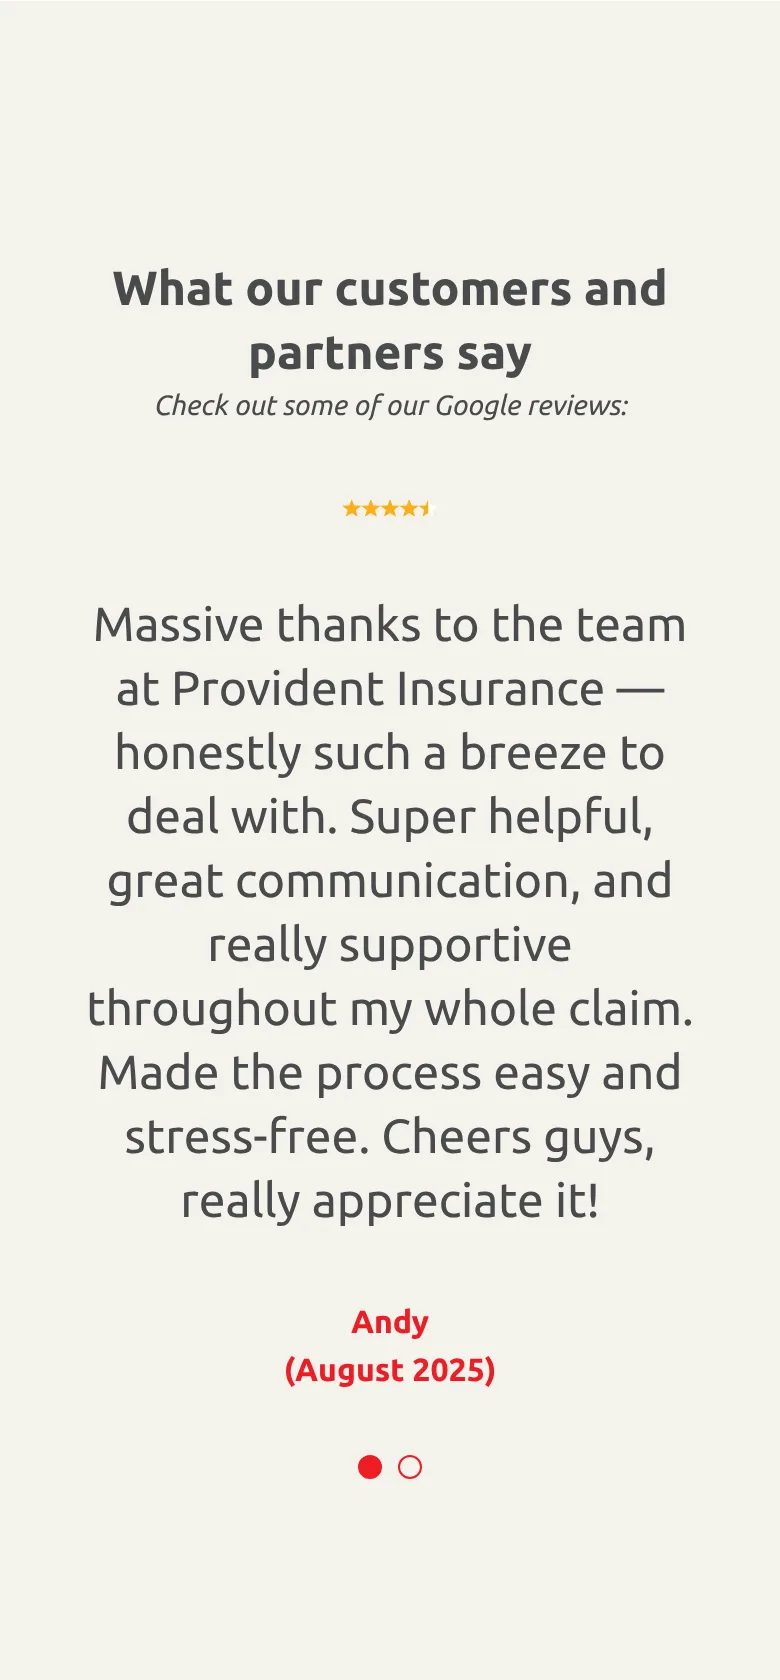 What our customers and
partners say
Check out some of our Google reviews:
Massive thanks to the team
at Provident Insurance —
honestly such a breeze to
deal with. Super helpful,
great communication, and
really supportive
throughout my whole claim.
Made the process easy and
stress-free. Cheers guys,
really appreciate it!
Andy
(August 2025)